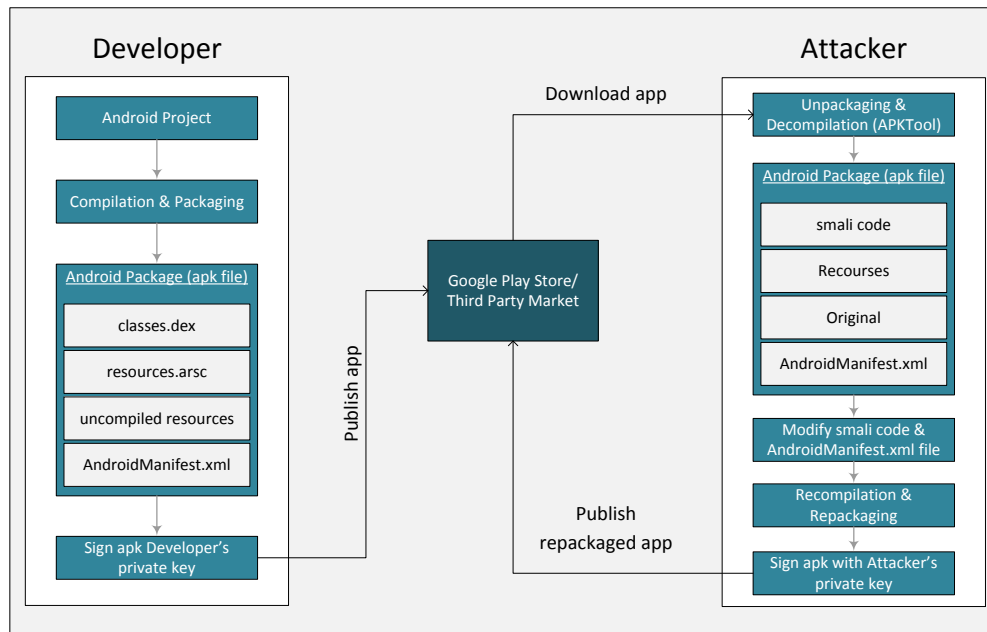 Developer
Android Project
Compilation & Packaging
Android Package (apk file)
classes.dex
resources.arsc
uncompiled resources
AndroidManifest.xml
Sign apk Developer's
private key
Publish app
Google Play Store/
Third Party Market
Download app
Publish
repackaged app
Attacker
Unpackaging &
Decompilation (APKTool)
Android Package (apk file)
smali code
Recourses
Original
AndroidManifest.xml
Modify smali code &
AndroidManifest.xml file
Recompilation &
Repackaging
Sign apk with Attacker's
private key